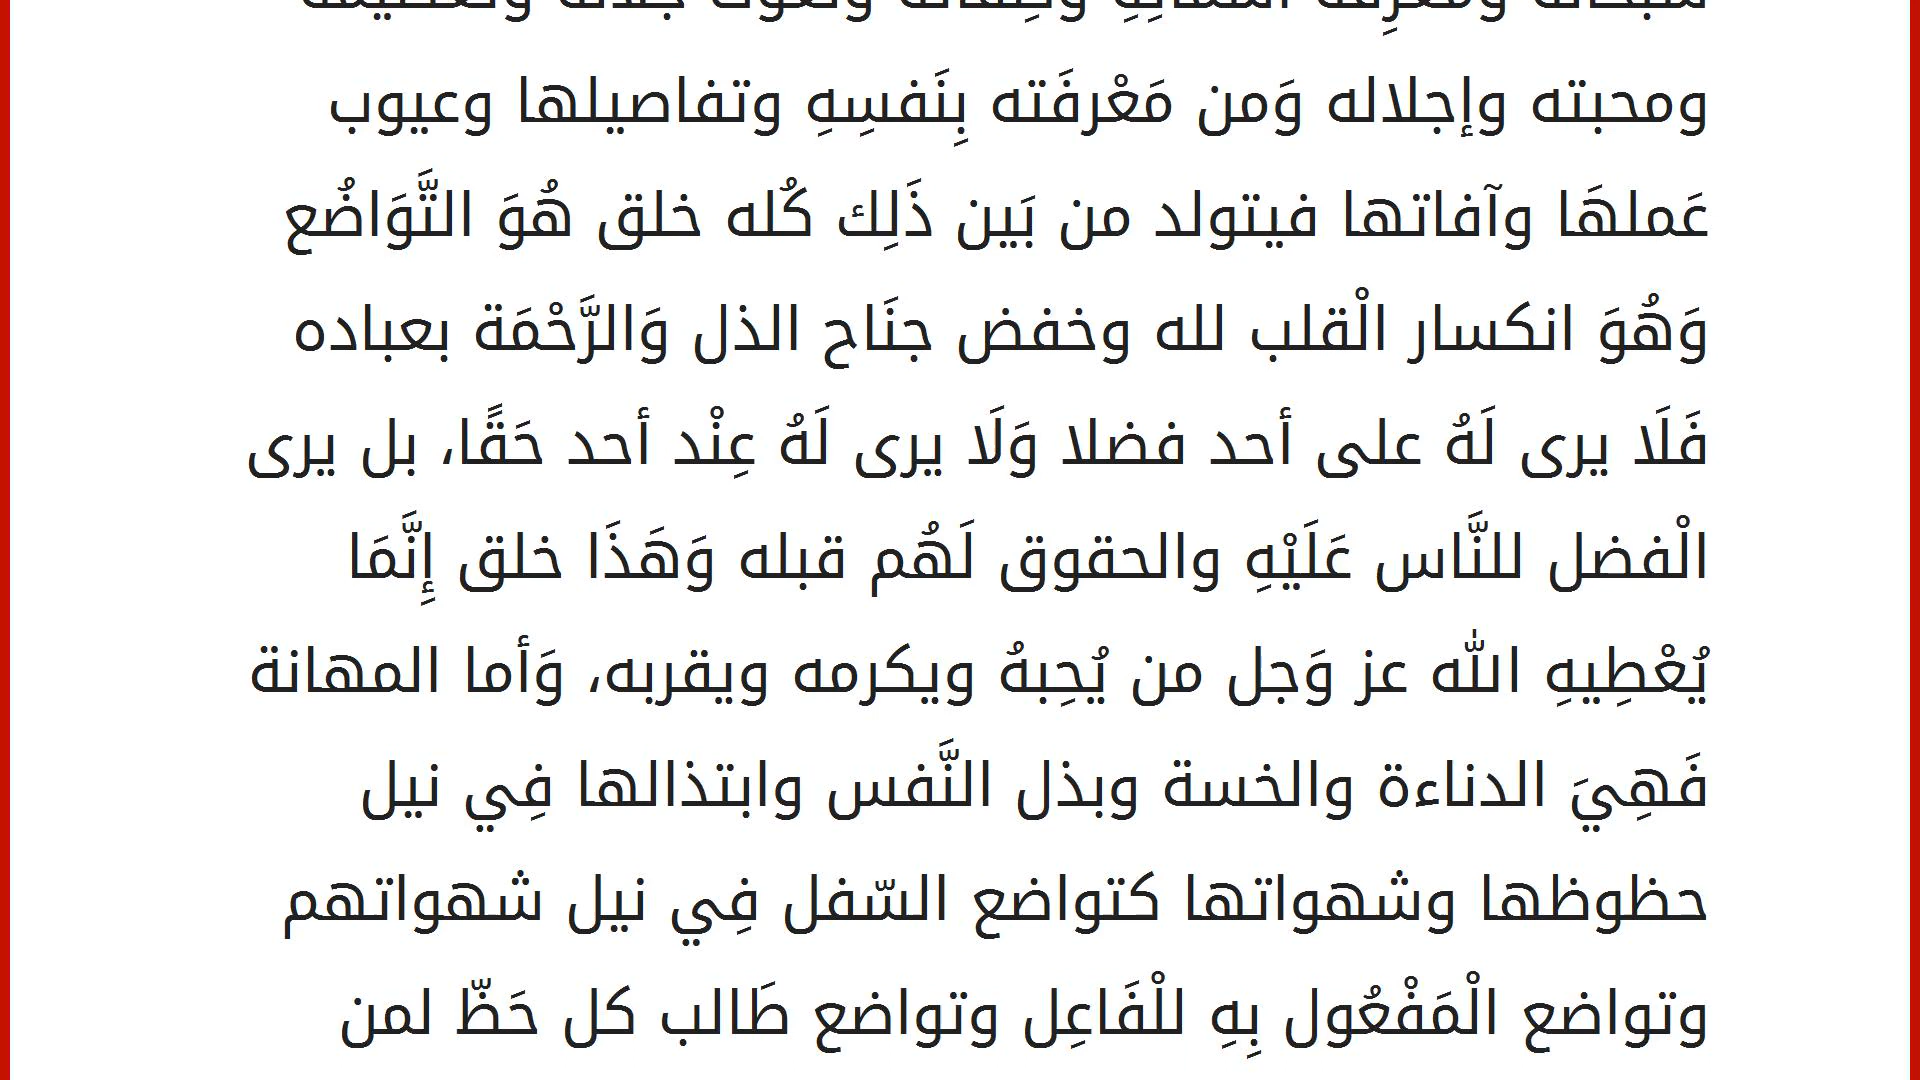 ومحبته وإجلاله وَمن مَعْرفَته بِنَفسِهِ وتفاصيلها وعيوب
عَملهَا وآفاتها فيتولد من بَين ذَلِك كُله خلق هُوَ التَّوَاضُع
وَهُوَ انكسار الْقلب لله وخفض جنَاح الذل وَالرَّحْمَة بعباده
فَلَا يرى لَهُ على أحد فضلا وَلَا يرى لَهُ عِنْد أحد حَقًا، بل يرى
الْفضل للنَّاس عَلَيْهِ والحقوق لَهُم قبله وَهَذَا خلق إِنَّمَا
يُعْطِيهِ الله عز وَجل من يُحِبهُ ويكرمه ويقربه، وَأما المهانة
فَهِيَ الدناءة والخسة وبذل النَّفس وابتذالها فِي نيل
حظوظها وشهواتها كتواضع السّفل فِي نيل شهواتهم
وتواضع الْمَفْعُول بِهِ للْفَاعِل وتواضع طَالب كل حَظّ لمن